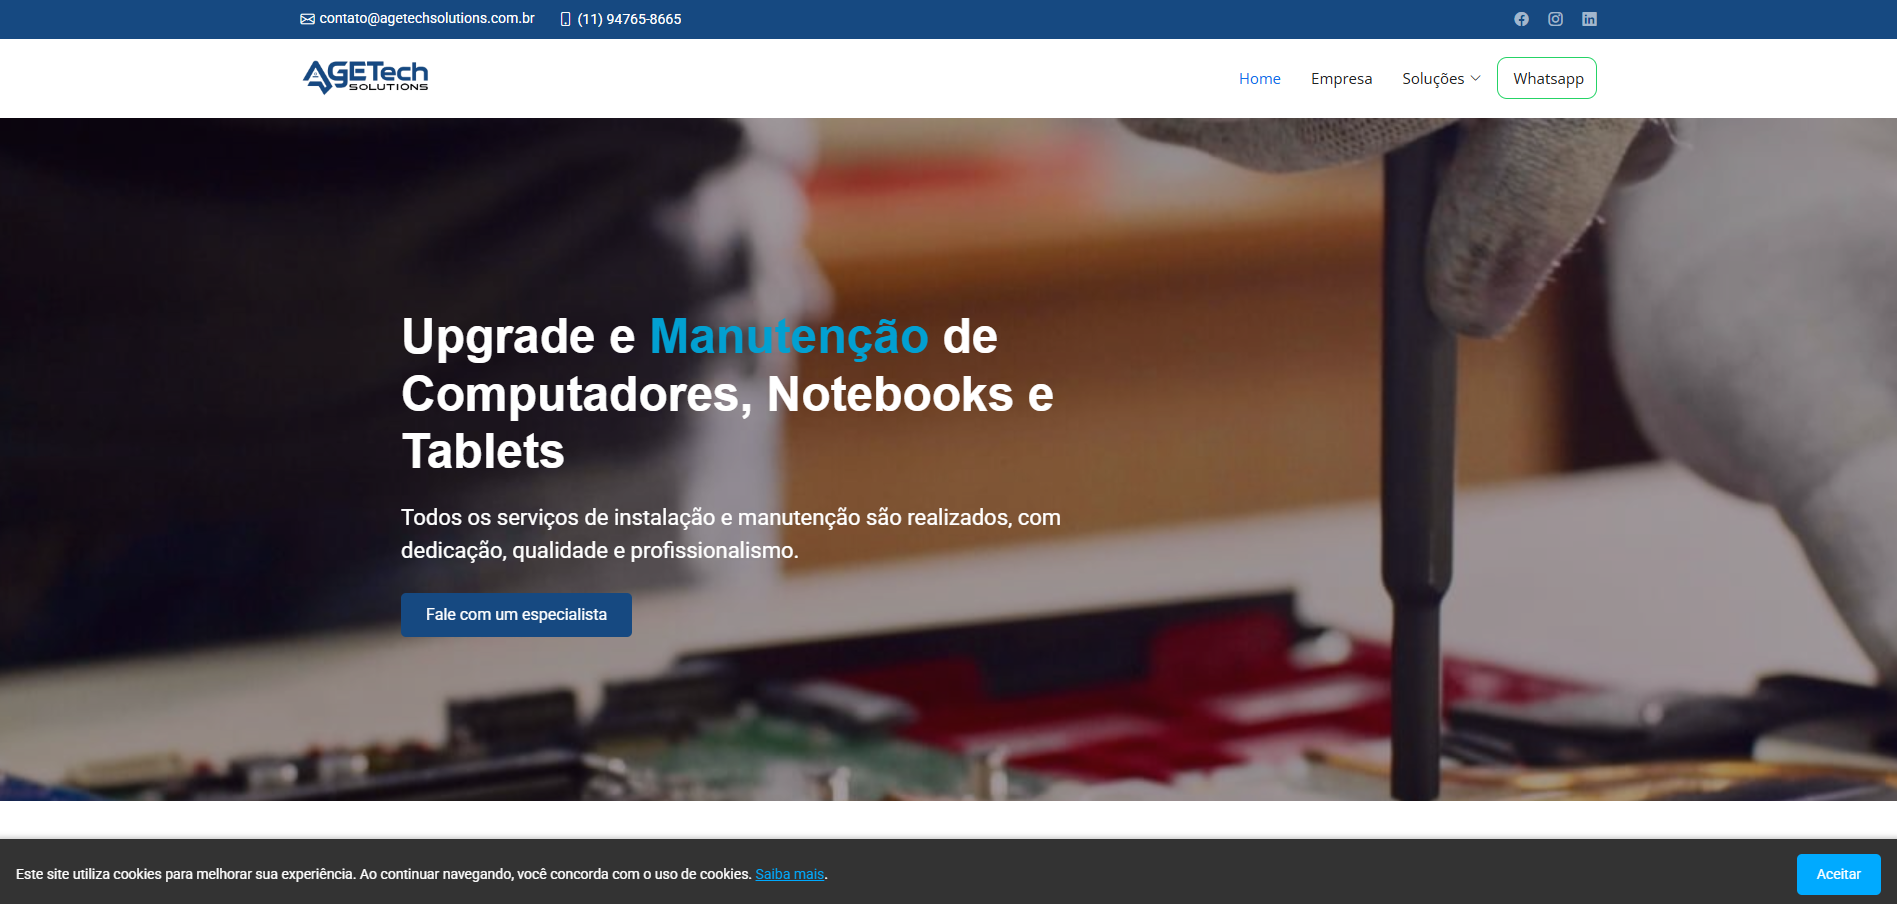 contato@agetechsolutions.com.br (11) 94765-8665
AGETech
SOLUTIONS
Home Empresa Soluções Whatsapp
Upgrade e Manutenção de
Computadores, Notebooks e
Tablets
Todos os serviços de instalação e manutenção são realizados, com
dedicação, qualidade e profissionalismo.
Fale com um especialista
Este site utiliza cookies para melhorar sua experiência. Ao continuar navegando, você concorda com o uso de cookies. Saiba mais.
Aceitar